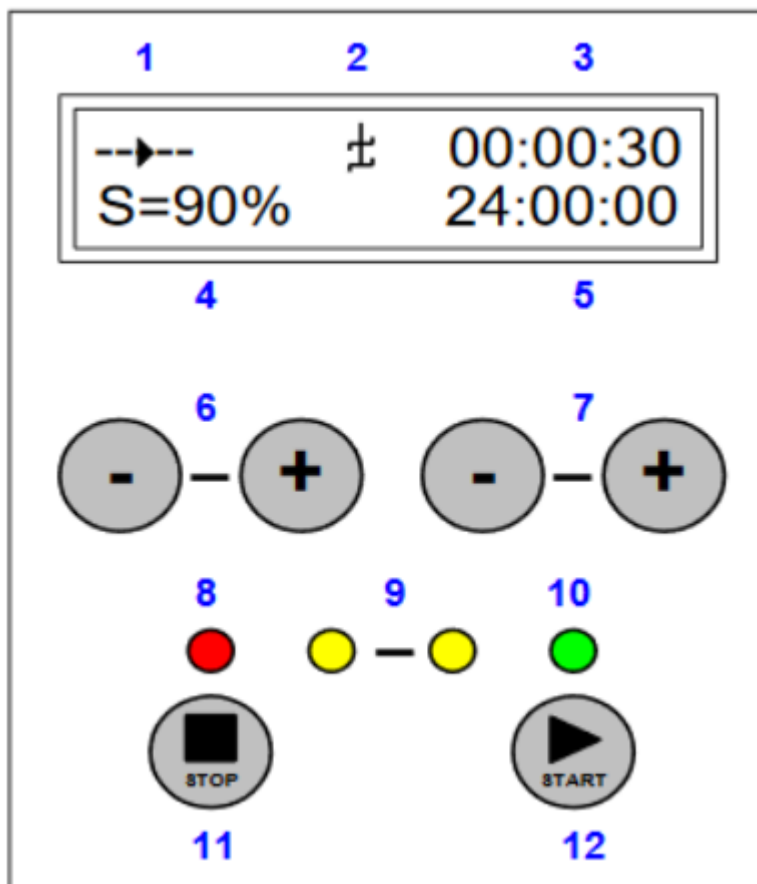 1 2 3
--▶-- 00:00:30
S=90% 24:00:00
4 5
6 7
- – + - – +
8 9 10
–
STOP START
11 12